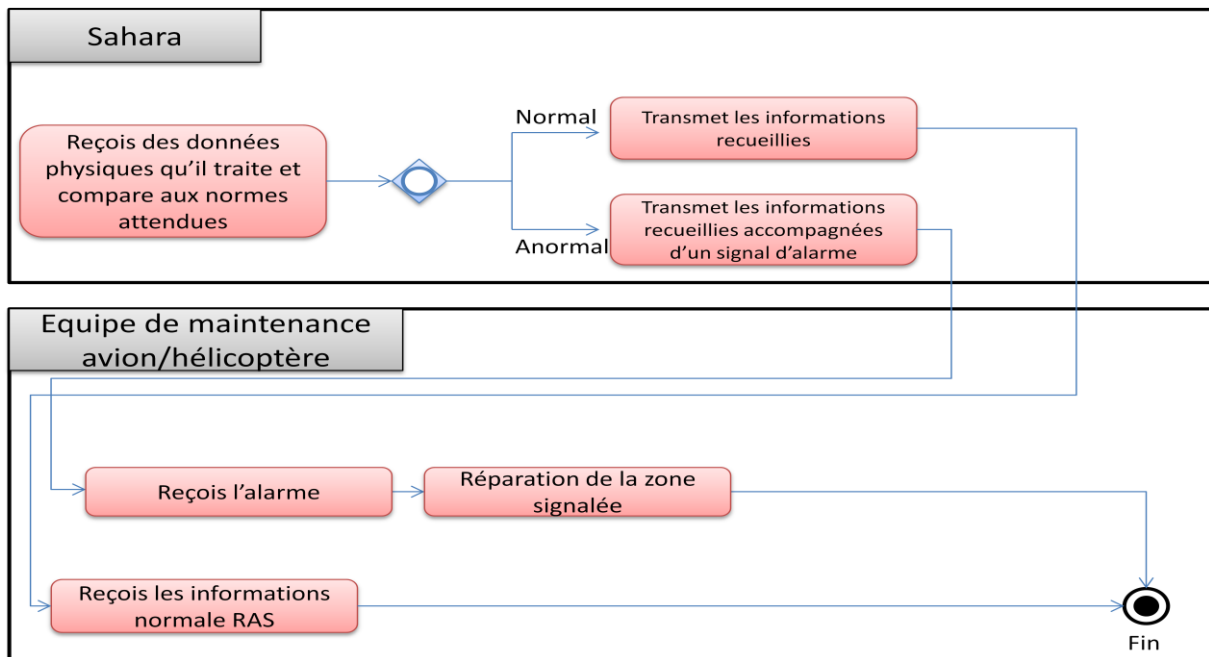 Sahara
Reçois des données
physiques qu'il traite et
compare aux normes
attendues
Normal
Anormal
Transmet les informations
recueillies
Transmet les informations
recueillies accompagnées
d'un signal d'alarme
Equipe de maintenance
avion/hélicoptère
Reçois l'alarme
Réparation de la zone
signalée
Reçois les informations
normale RAS
Fin